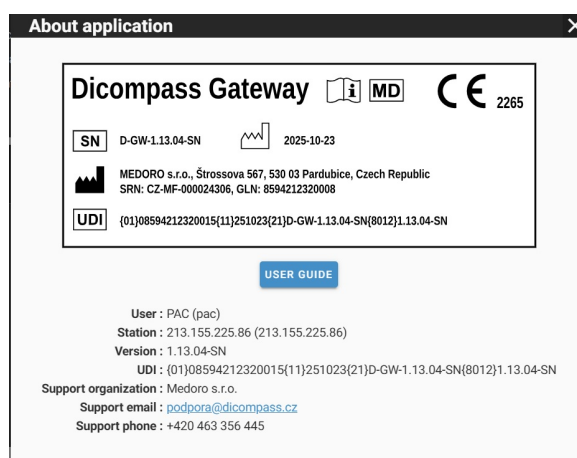 About application
Dicompass Gateway i MD CE 2265
SN D-GW-1.13.04-SN 2025-10-23
MEDORO s.r.o., Štrossova 567, 530 03 Pardubice, Czech Republic
SRN: CZ-MF-000024306, GLN: 8594212320008
UDI {01}08594212320015{11}251023{21}D-GW-1.13.04-SN{8012}1.13.04-SN
USER GUIDE
User : PAC (pac)
Station : 213.155.225.86 (213.155.225.86)
Version : 1.13.04-SN
UDI : {01}08594212320015{11}251023{21}D-GW-1.13.04-SN{8012}1.13.04-SN
Support organization : Medoro s.r.o.
Support email : podpora@dicompass.cz
Support phone : +420 463 356 445